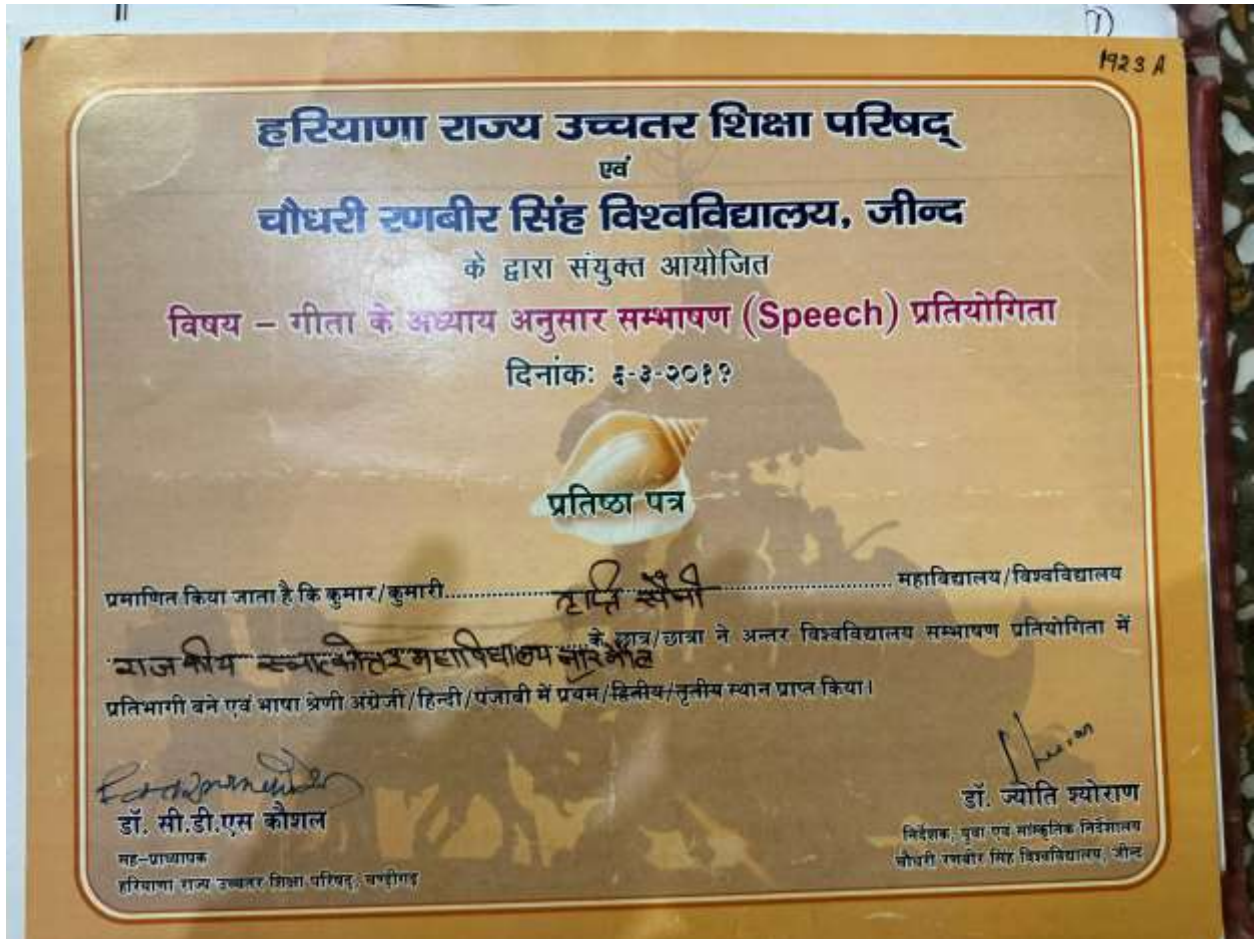 1923 A
हरियाणा राज्य उच्चतर शिक्षा परिषद्
एवं
चौधरी रणबीर सिंह विश्वविद्यालय, जीन्द
के द्वारा संयुक्त आयोजित
विषय – गीता के अध्याय अनुसार सम्भाषण (Speech) प्रतियोगिता
दिनांकः ६-३-२०१९
प्रतिष्ठा पत्र
प्रमाणित किया जाता है कि कुमार/कुमारी तृप्ति सैनी महाविद्यालय/विश्वविद्यालय
राजकीय स्नातकोत्तर महाविद्यालय नारनौल के छात्र/छात्रा ने अन्तर विश्वविद्यालय सम्भाषण प्रतियोगिता में
प्रतिभागी बने एवं भाषा श्रेणी अंग्रेजी/हिन्दी/पंजाबी में प्रथम/द्वितीय/तृतीय स्थान प्राप्त किया।
डॉ. सी.डी.एस कौशल
सह-प्राध्यापक
हरियाणा राज्य उच्चतर शिक्षा परिषद्, चण्डीगढ़
डॉ. ज्योति श्योराण
निर्देशक, युवा एवं सांस्कृतिक निर्देशालय
चौधरी रणबीर सिंह विश्वविद्यालय, जीन्द